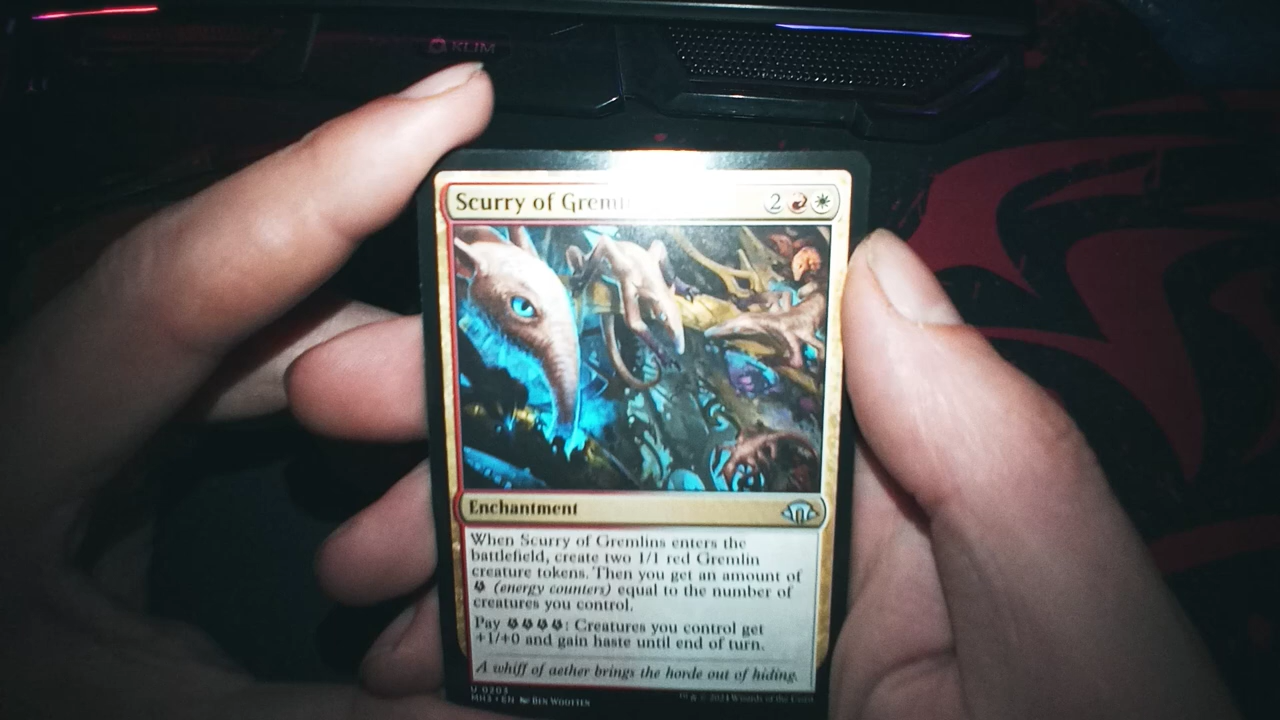 KLIM
Scurry of Greml
2
Enchantment
When Scurry of Gremlins enters the
battlefield, create two 1/1 red Gremlin
creature tokens. Then you get an amount of
(energy counters) equal to the number of
creatures you control.
Pay : Creatures you control get
+1/+0 and gain haste until end of turn.
A whiff of aether brings the horde out of hiding.
U 0203
MH3 • EN BEN WOOTTEN
& © 2024 Wizards of the Coast